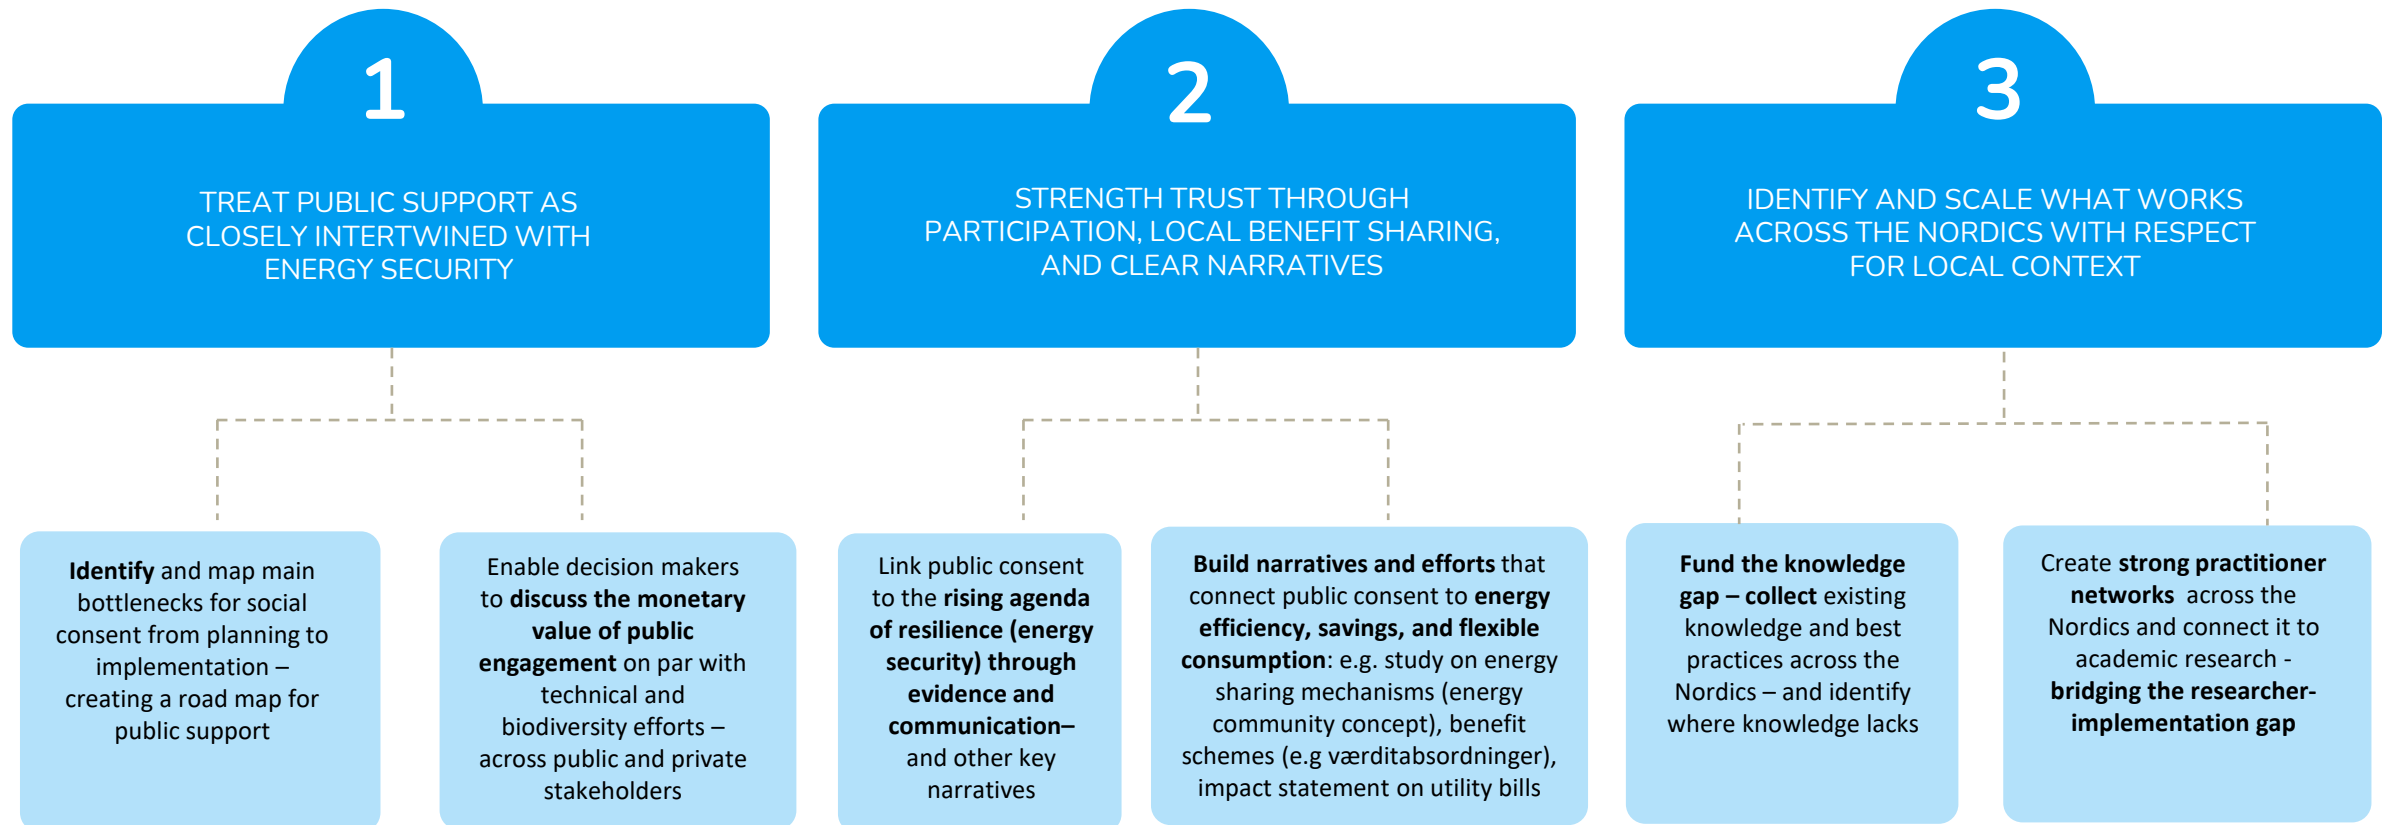 1
TREAT PUBLIC SUPPORT AS
CLOSELY INTERTWINED WITH
ENERGY SECURITY
Identify and map main
bottlenecks for social
consent from planning to
implementation –
creating a road map for
public support
Enable decision makers
to discuss the monetary
value of public
engagement on par with
technical and
biodiversity efforts –
across public and private
stakeholders
2
STRENGTH TRUST THROUGH
PARTICIPATION, LOCAL BENEFIT SHARING,
AND CLEAR NARRATIVES
Link public consent
to the rising agenda
of resilience (energy
security) through
evidence and
communication–
and other key
narratives
Build narratives and efforts that
connect public consent to energy
efficiency, savings, and flexible
consumption: e.g. study on energy
sharing mechanisms (energy
community concept), benefit
schemes (e.g værditabsordninger),
impact statement on utility bills
3
IDENTIFY AND SCALE WHAT WORKS
ACROSS THE NORDICS WITH RESPECT
FOR LOCAL CONTEXT
Fund the knowledge
gap – collect existing
knowledge and best
practices across the
Nordics – and identify
where knowledge lacks
Create strong practitioner
networks across the
Nordics and connect it to
academic research -
bridging the researcher-
implementation gap